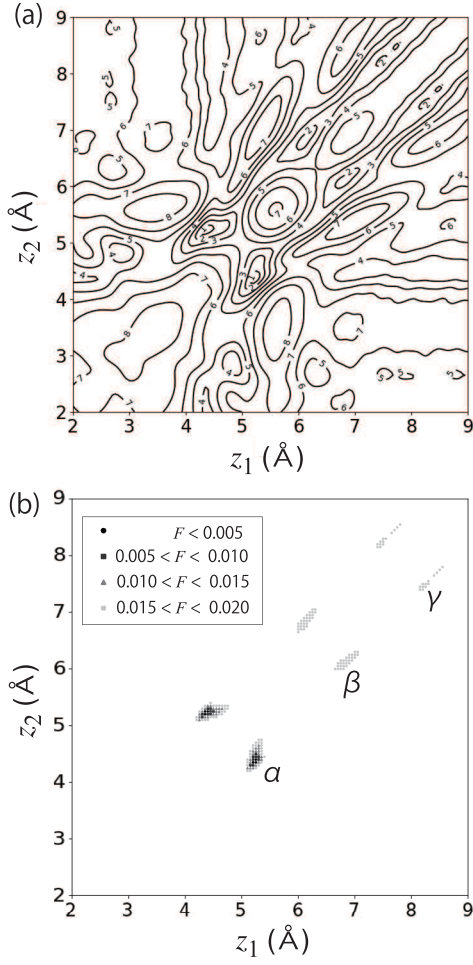 (a)
9
8
7
6
5
4
3
2
z₂ (Å)
2 3 4 5 6 7 8 9
z₁ (Å)
(b)
9
8
7
6
5
4
3
2
z₂ (Å)
F < 0.005
0.005 < F < 0.010
0.010 < F < 0.015
0.015 < F < 0.020
γ
β
α
2 3 4 5 6 7 8 9
z₁ (Å)